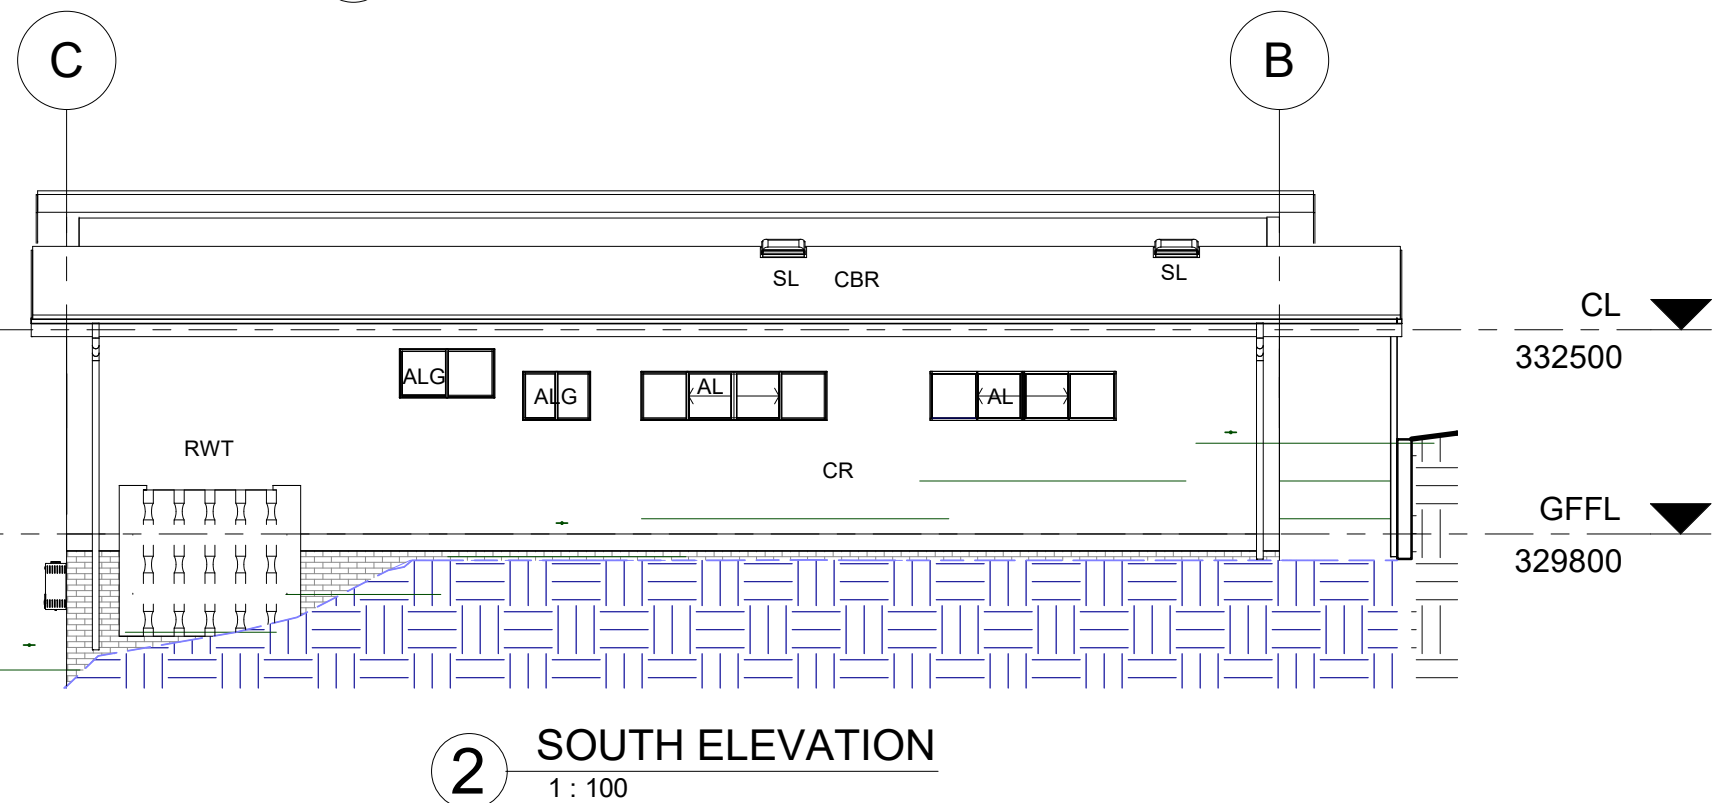 C
B
SL
CBR
SL
CL
332500
ALG
ALG
AL
AL
RWT
CR
GFFL
329800
2
SOUTH ELEVATION
1 : 100